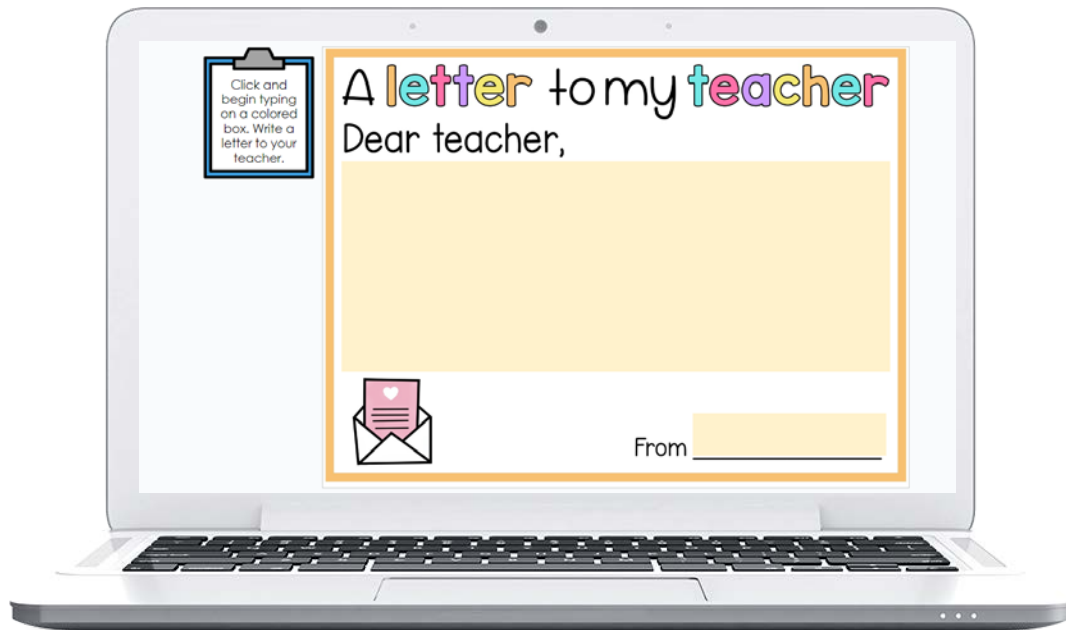 Click and
begin typing
on a colored
box. Write a
letter to your
teacher.
A letter to my teacher
Dear teacher,
From